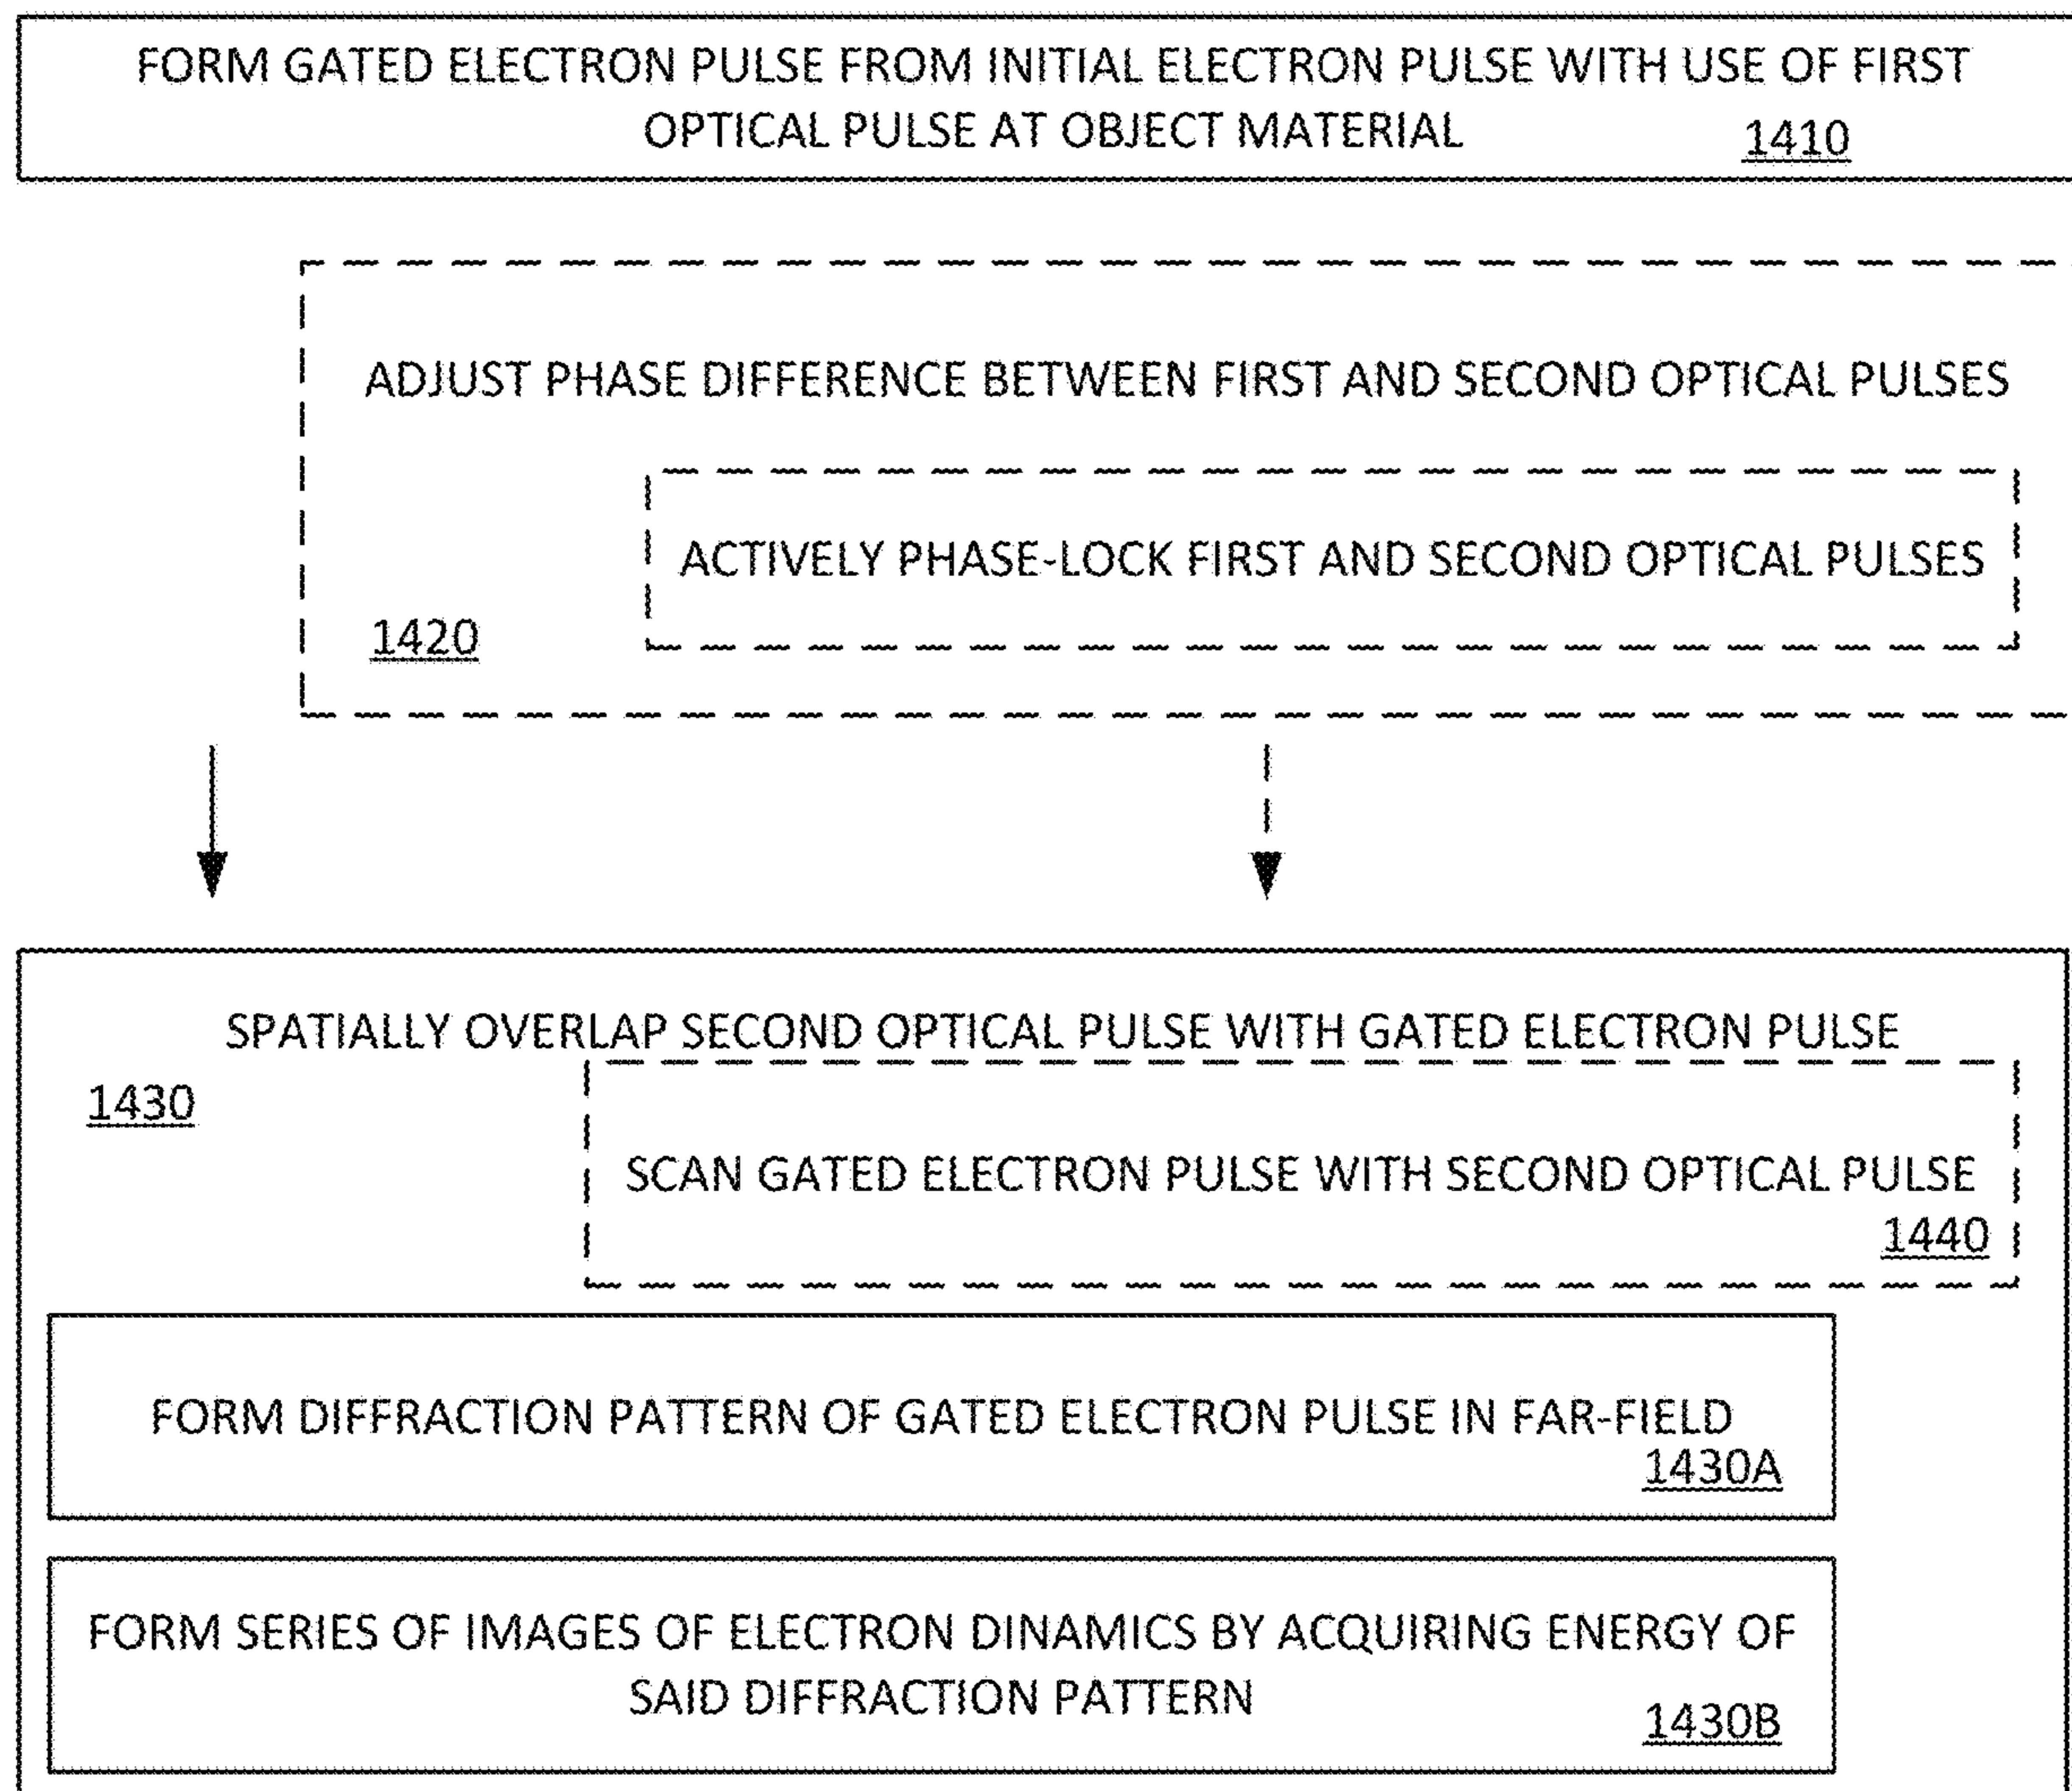 FORM GATED ELECTRON PULSE FROM INITIAL ELECTRON PULSE WITH USE OF FIRST
OPTICAL PULSE AT OBJECT MATERIAL 1410
ADJUST PHASE DIFFERENCE BETWEEN FIRST AND SECOND OPTICAL PULSES
ACTIVELY PHASE-LOCK FIRST AND SECOND OPTICAL PULSES
1420
SPATIALLY OVERLAP SECOND OPTICAL PULSE WITH GATED ELECTRON PULSE
1430
SCAN GATED ELECTRON PULSE WITH SECOND OPTICAL PULSE
1440
FORM DIFFRACTION PATTERN OF GATED ELECTRON PULSE IN FAR-FIELD
1430A
FORM SERIES OF IMAGES OF ELECTRON DINAMICS BY ACQUIRING ENERGY OF
SAID DIFFRACTION PATTERN 1430B